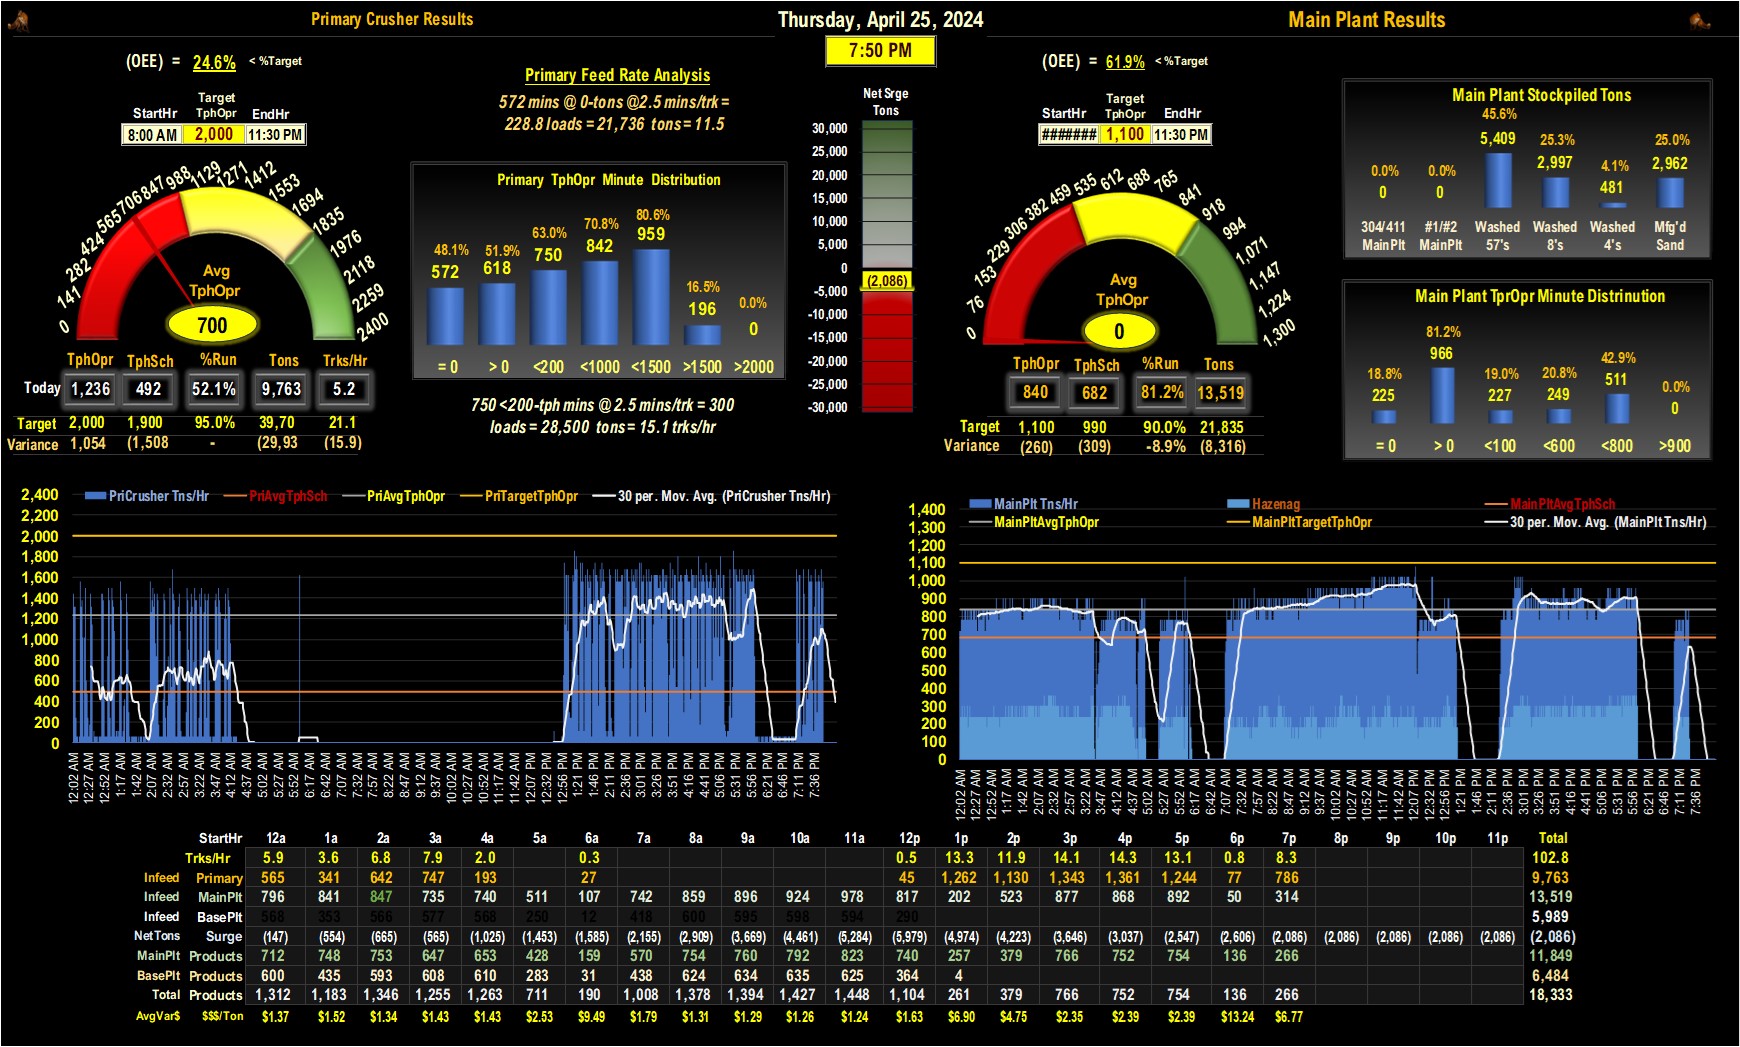 Primary Crusher Results
Thursday, April 25, 2024
Main Plant Results
7:50 PM
(OEE) = 24.6% < %Target
StartHr Target TphOpr EndHr
8:00 AM 2,000 11:30 PM
0 141 282 424 565 706 847 988 1129 1271 1412 1553 1694 1835 1976 2118 2259 2400
Avg
TphOpr
700
TphOpr TphSch %Run Tons Trks/Hr
Today 1,236 492 52.1% 9,763 5.2
Target 2,000 1,900 95.0% 39,70 21.1
Variance 1,054 (1,508 - (29,93 (15.9)
Primary Feed Rate Analysis
572 mins @ 0-tons @2.5 mins/trk =
228.8 loads = 21,736 tons = 11.5
Primary TphOpr Minute Distribution
48.1% 51.9% 63.0% 70.8% 80.6% 16.5% 0.0%
572 618 750 842 959 196 0
= 0 > 0 <200 <1000 <1500 >1500 >2000
750 <200-tph mins @ 2.5 mins/trk = 300
loads = 28,500 tons = 15.1 trks/hr
Net Srge
Tons
30,000
25,000
20,000
15,000
10,000
5,000
0
(2,086)
-5,000
-10,000
-15,000
-20,000
-25,000
-30,000
(OEE) = 61.9% < %Target
StartHr Target TphOpr EndHr
####### 1,100 11:30 PM
0 76 153 229 306 382 459 535 612 688 765 841 918 994 1,071 1,147 1,224 1,300
Avg
TphOpr
0
TphOpr TphSch %Run Tons
840 682 81.2% 13,519
Target 1,100 990 90.0% 21,835
Variance (260) (309) -8.9% (8,316)
Main Plant Stockpiled Tons
0.0% 0.0% 45.6% 25.3% 4.1% 25.0%
0 0 5,409 2,997 481 2,962
304/411 #1/#2 Washed Washed Washed Mfg'd
MainPlt MainPlt 57's 8's 4's Sand
Main Plant TprOpr Minute Distrinution
18.8% 81.2% 19.0% 20.8% 42.9% 0.0%
225 966 227 249 511 0
= 0 > 0 <100 <600 <800 >900
PriCrusher Tns/Hr PriAvgTphSch PriAvgTphOpr PriTargetTphOpr 30 per. Mov. Avg. (PriCrusher Tns/Hr)
2,400
2,200
2,000
1,800
1,600
1,400
1,200
1,000
800
600
400
200
0
12:02 AM 12:27 AM 12:52 AM 1:17 AM 1:42 AM 2:07 AM 2:32 AM 2:57 AM 3:22 AM 3:47 AM 4:12 AM 4:37 AM 5:02 AM 5:27 AM 5:52 AM 6:17 AM 6:42 AM 7:07 AM 7:32 AM 7:57 AM 8:22 AM 8:47 AM 9:12 AM 9:37 AM 10:02 AM 10:27 AM 10:52 AM 11:17 AM 11:42 AM 12:07 PM 12:32 PM 12:56 PM 1:21 PM 1:46 PM 2:11 PM 2:36 PM 3:01 PM 3:26 PM 3:51 PM 4:16 PM 4:41 PM 5:06 PM 5:31 PM 5:56 PM 6:21 PM 6:46 PM 7:11 PM 7:36 PM
MainPlt Tns/Hr Hazenag MainPltAvgTphSch
MainPltAvgTphOpr MainPltTargetTphOpr 30 per. Mov. Avg. (MainPlt Tns/Hr)
1,400
1,300
1,200
1,100
1,000
900
800
700
600
500
400
300
200
100
0
12:02 AM 12:27 AM 12:52 AM 1:17 AM 1:42 AM 2:07 AM 2:32 AM 2:57 AM 3:22 AM 3:47 AM 4:12 AM 4:37 AM 5:02 AM 5:27 AM 5:52 AM 6:17 AM 6:42 AM 7:07 AM 7:32 AM 7:57 AM 8:22 AM 8:47 AM 9:12 AM 9:37 AM 10:02 AM 10:27 AM 10:52 AM 11:17 AM 11:42 AM 12:07 PM 12:32 PM 12:56 PM 1:21 PM 1:46 PM 2:11 PM 2:36 PM 3:01 PM 3:26 PM 3:51 PM 4:16 PM 4:41 PM 5:06 PM 5:31 PM 5:56 PM 6:21 PM 6:46 PM 7:11 PM 7:36 PM
StartHr 12a 1a 2a 3a 4a 5a 6a 7a 8a 9a 10a 11a 12p 1p 2p 3p 4p 5p 6p 7p 8p 9p 10p 11p Total
Trks/Hr 5.9 3.6 6.8 7.9 2.0 0.3 0.5 13.3 11.9 14.1 14.3 13.1 0.8 8.3 102.8
Infeed Primary 565 341 642 747 193 27 45 1,262 1,130 1,343 1,361 1,244 77 786 9,763
Infeed MainPlt 796 841 847 735 740 511 107 742 859 896 924 978 817 202 523 877 868 892 50 314 13,519
Infeed BasePlt 568 353 566 577 568 250 12 418 600 595 598 594 290 5,989
NetTons Surge (147) (554) (665) (565) (1,025) (1,453) (1,585) (2,155) (2,909) (3,669) (4,461) (5,284) (5,979) (4,974) (4,223) (3,646) (3,037) (2,547) (2,606) (2,086) (2,086) (2,086) (2,086) (2,086) (2,086)
MainPlt Products 712 748 753 647 653 428 159 570 754 760 792 823 740 257 379 766 752 754 136 266 11,849
BasePlt Products 600 435 593 608 610 283 31 438 624 634 635 625 364 4 6,484
Total Products 1,312 1,183 1,346 1,255 1,263 711 190 1,008 1,378 1,394 1,427 1,448 1,104 261 379 766 752 754 136 266 18,333
AvgVar$ $$$/Ton $1.37 $1.52 $1.34 $1.43 $1.43 $2.53 $9.49 $1.79 $1.31 $1.29 $1.26 $1.24 $1.63 $6.90 $4.75 $2.35 $2.39 $2.39 $13.24 $6.77